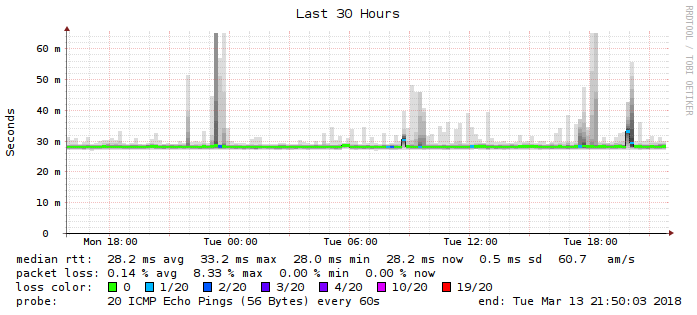 Last 30 Hours
RRDTOOL / TOBI OETIKER
Seconds
60 m
50 m
40 m
30 m
20 m
10 m
0
Mon 18:00 Tue 00:00 Tue 06:00 Tue 12:00 Tue 18:00
median rtt: 28.2 ms avg 33.2 ms max 28.0 ms min 28.2 ms now 0.5 ms sd 60.7 am/s
packet loss: 0.14 % avg 8.33 % max 0.00 % min 0.00 % now
loss color: 0 1/20 2/20 3/20 4/20 10/20 19/20
probe: 20 ICMP Echo Pings (56 Bytes) every 60s end: Tue Mar 13 21:50:03 2018